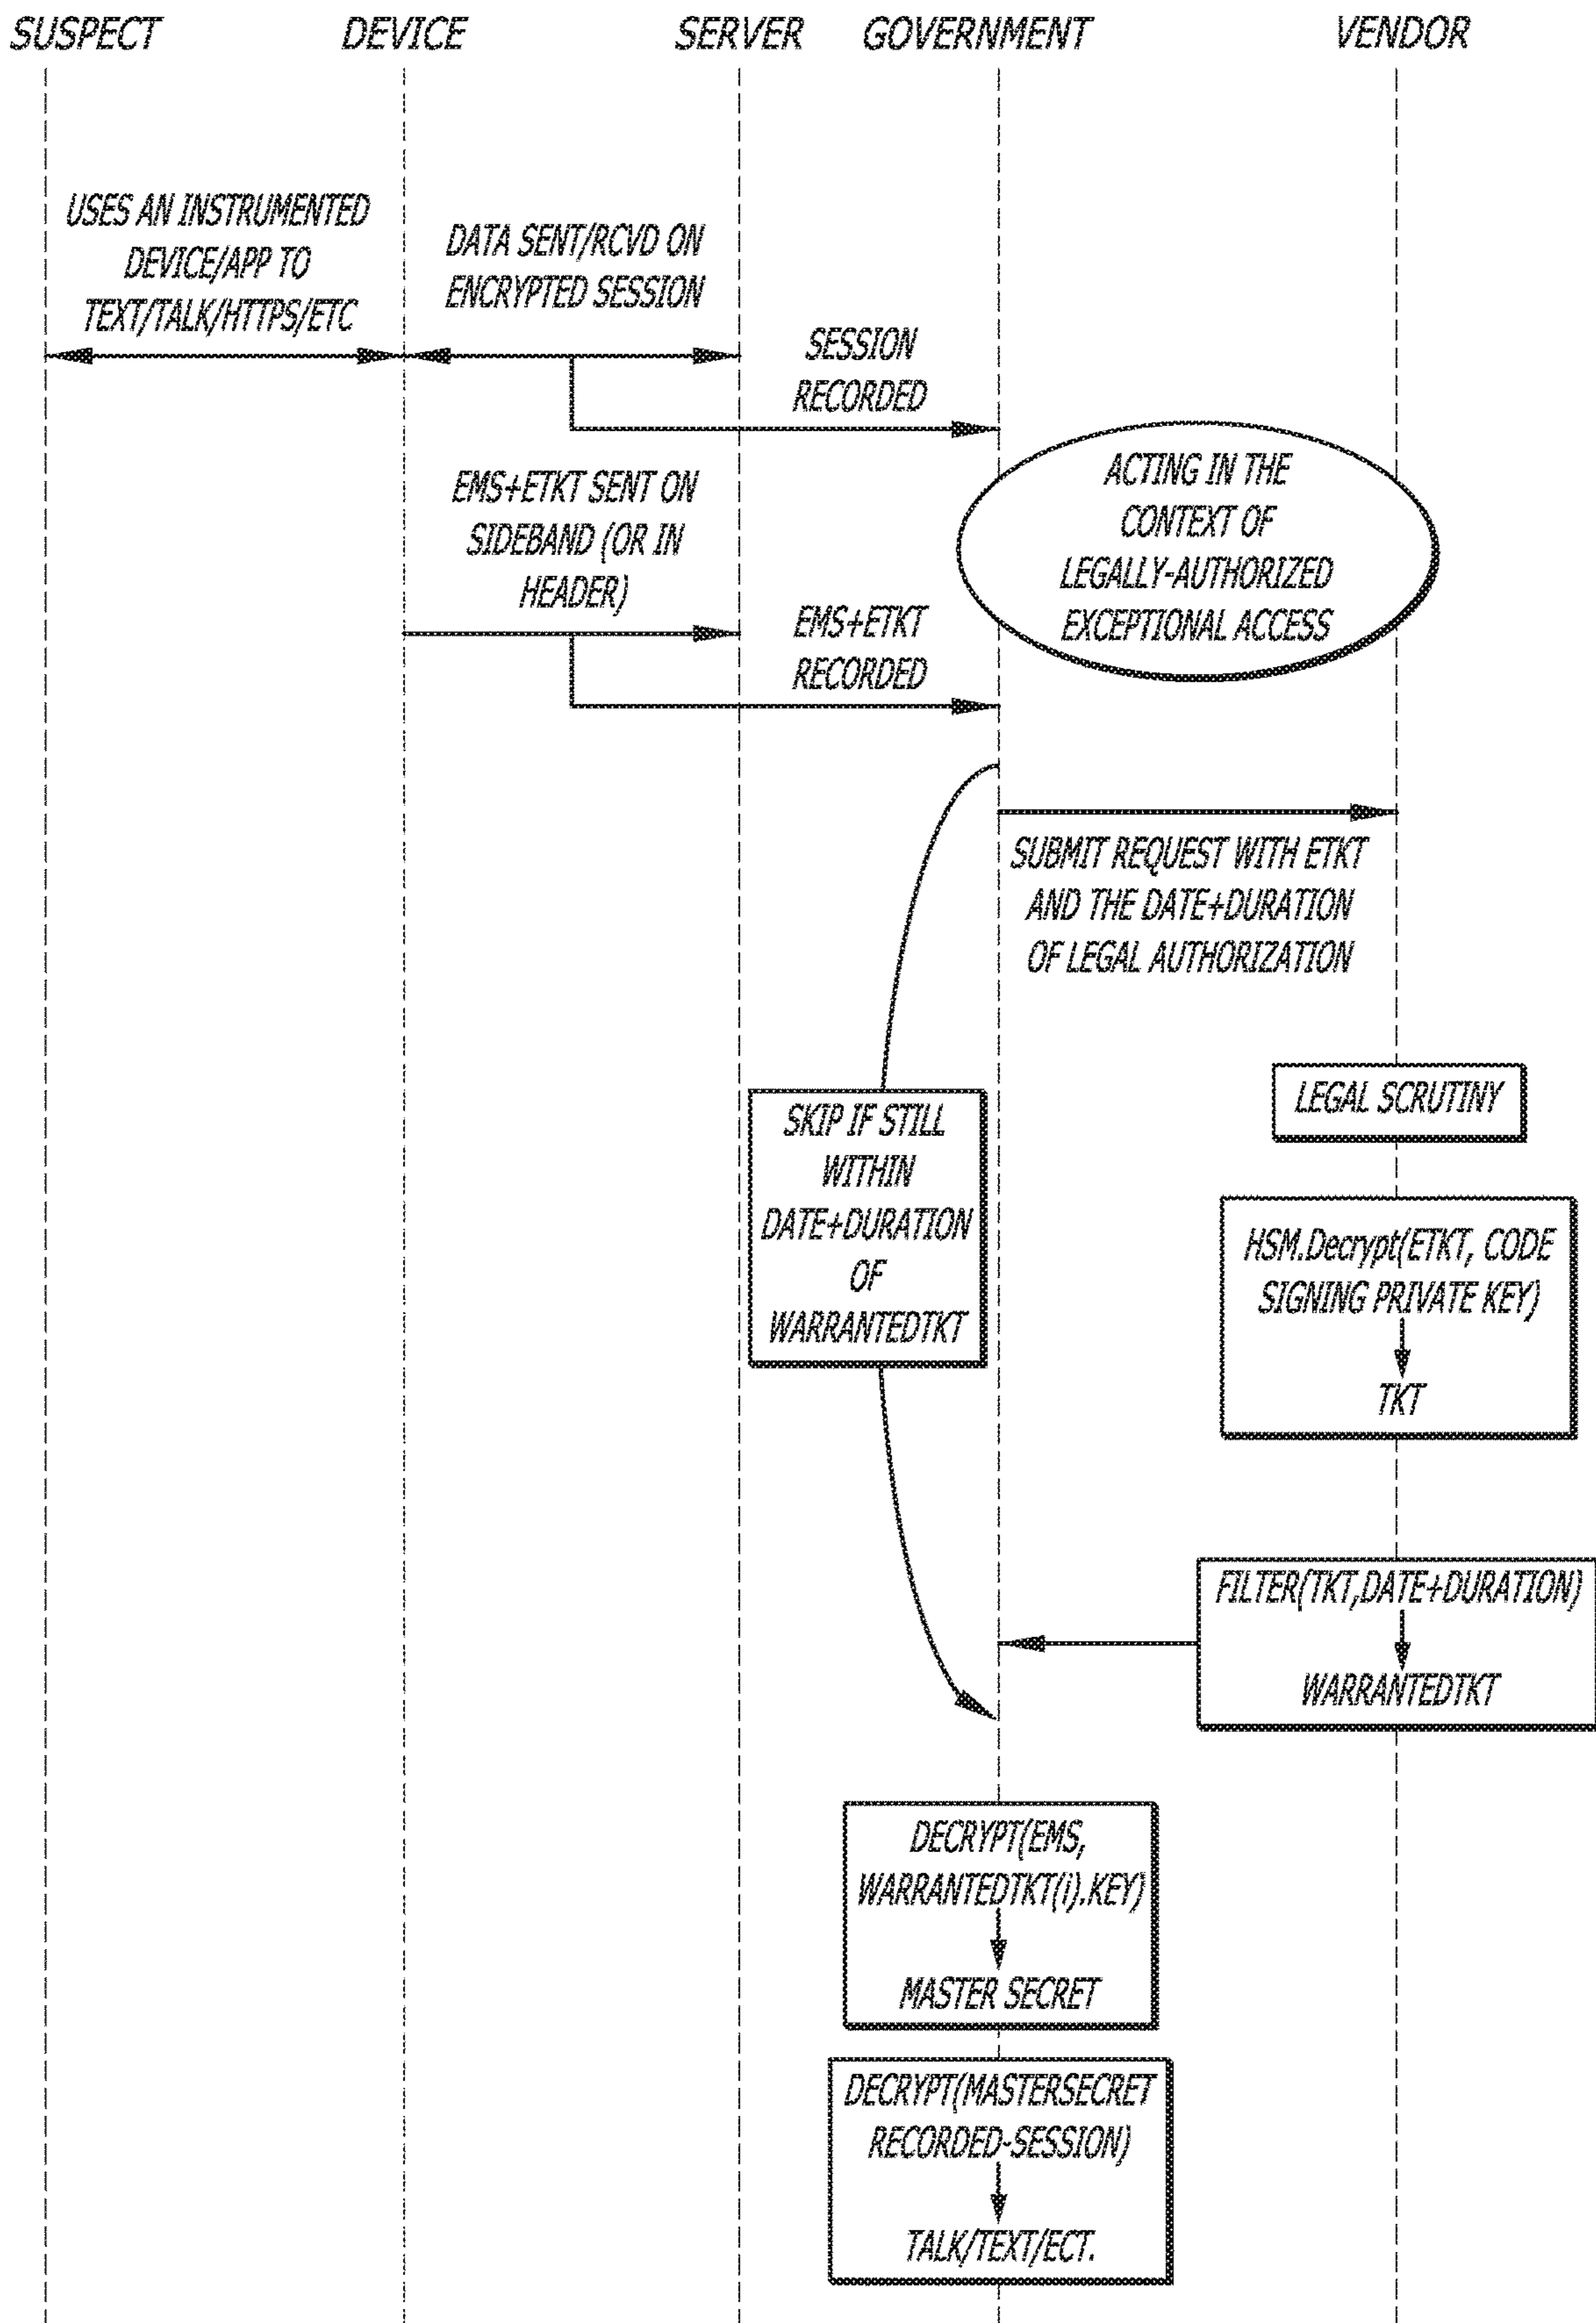 SUSPECT
DEVICE
SERVER
GOVERNMENT
VENDOR
USES AN INSTRUMENTED
DEVICE/APP TO
TEXT/TALK/HTTPS/ETC
DATA SENT/RCVD ON
ENCRYPTED SESSION
SESSION
RECORDED
ACTING IN THE
CONTEXT OF
LEGALLY-AUTHORIZED
EXCEPTIONAL ACCESS
EMS+ETKT SENT ON
SIDEBAND (OR IN
HEADER)
EMS+ETKT
RECORDED
SUBMIT REQUEST WITH ETKT
AND THE DATE+DURATION
OF LEGAL AUTHORIZATION
LEGAL SCRUTINY
SKIP IF STILL
WITHIN
DATE+DURATION
OF
WARRANTEDTKT
HSM.Decrypt(ETKT, CODE
SIGNING PRIVATE KEY)
TKT
FILTER(TKT,DATE+DURATION)
WARRANTEDTKT
DECRYPT(EMS,
WARRANTEDTKT(i).KEY)
MASTER SECRET
DECRYPT(MASTERSECRET
RECORDED-SESSION)
TALK/TEXT/ECT.